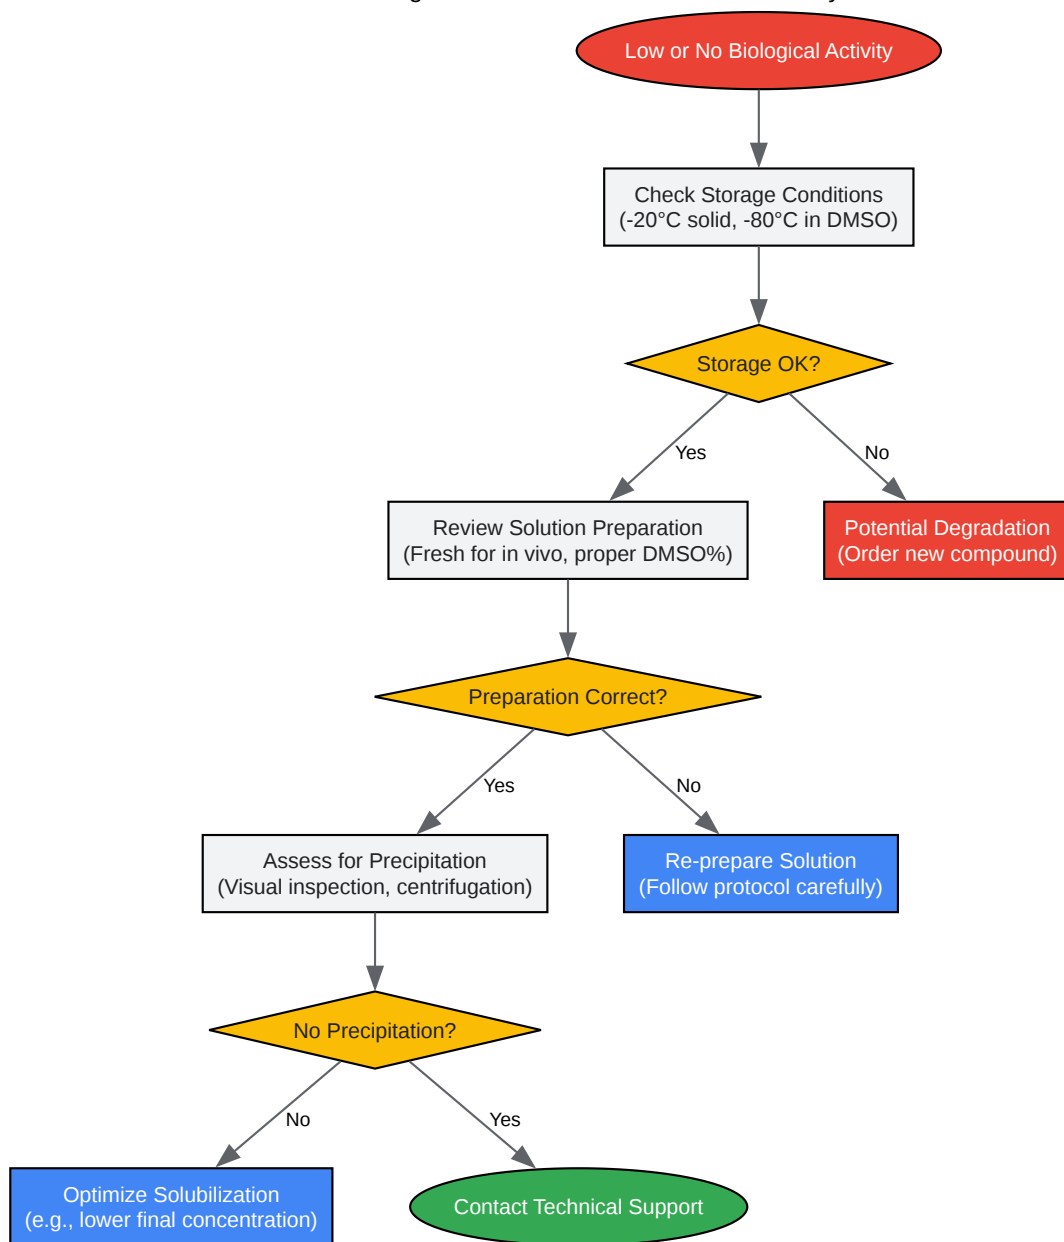 Low or No Biological Activity
Check Storage Conditions
(-20°C solid, -80°C in DMSO)
Storage OK?
Yes
No
Review Solution Preparation
(Fresh for in vivo, proper DMSO%)
Potential Degradation
(Order new compound)
Preparation Correct?
Yes
No
Assess for Precipitation
(Visual inspection, centrifugation)
Re-prepare Solution
(Follow protocol carefully)
No Precipitation?
No
Yes
Optimize Solubilization
(e.g., lower final concentration)
Contact Technical Support